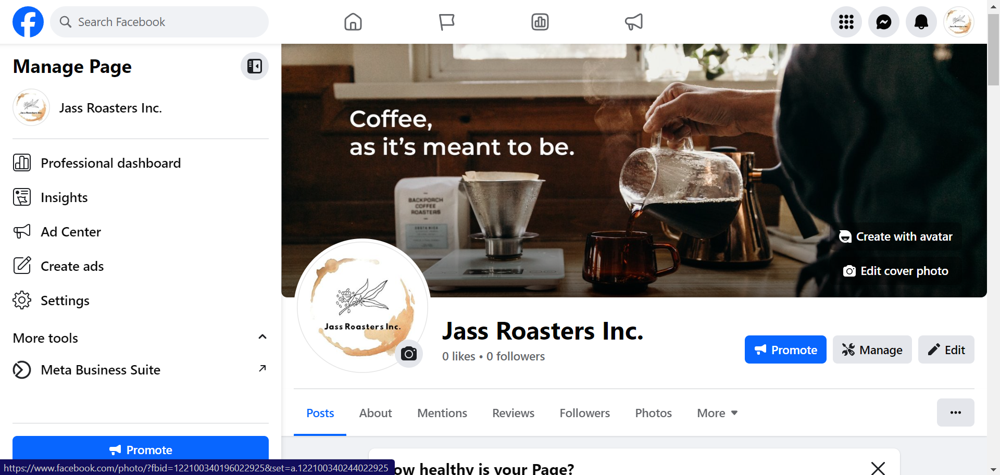 Search Facebook
Manage Page
Jass Roasters Inc.
Professional dashboard
Insights
Ad Center
Create ads
Settings
More tools
Meta Business Suite
Promote
https://www.facebook.com/photo/?fbid=122100340196022925&set=a.122100340244022925
Coffee,
as it's meant to be.
BACKPORCH
COFFEE
ROASTERS
COSTA RICA
Create with avatar
Edit cover photo
Jass Roasters Inc.
Jass Roasters Inc.
0 likes • 0 followers
Promote
Manage
Edit
Posts
About
Mentions
Reviews
Followers
Photos
More
ow healthy is your Page?